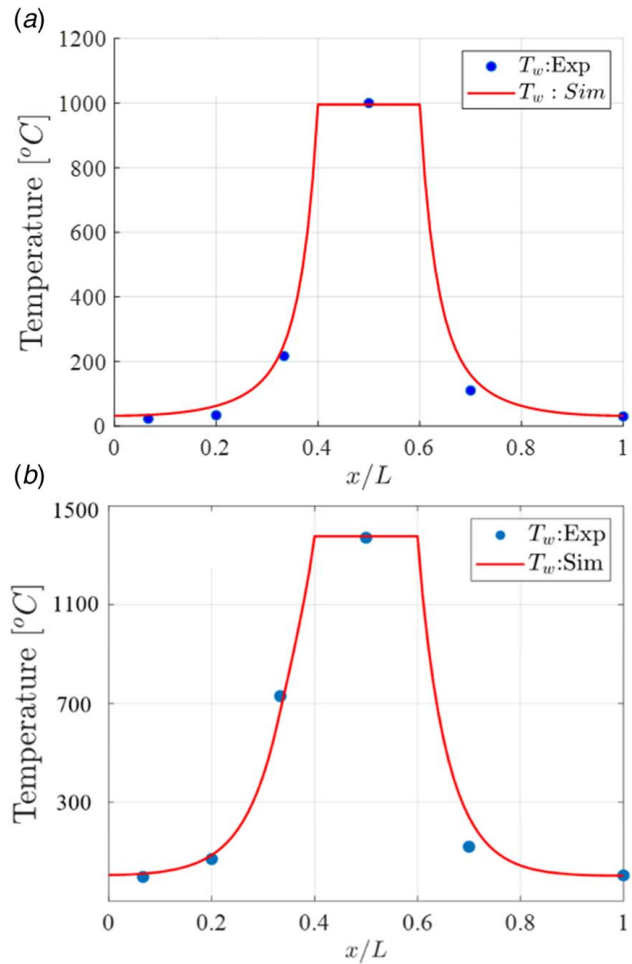 (a)
1200
1000
800
600
400
200
0
Temperature [°C]
T_w:Exp
T_w : Sim
0 0.2 0.4 0.6 0.8 1
x/L
(b)
1500
1100
700
300
Temperature [°C]
T_w:Exp
T_w:Sim
0 0.2 0.4 0.6 0.8 1
x/L